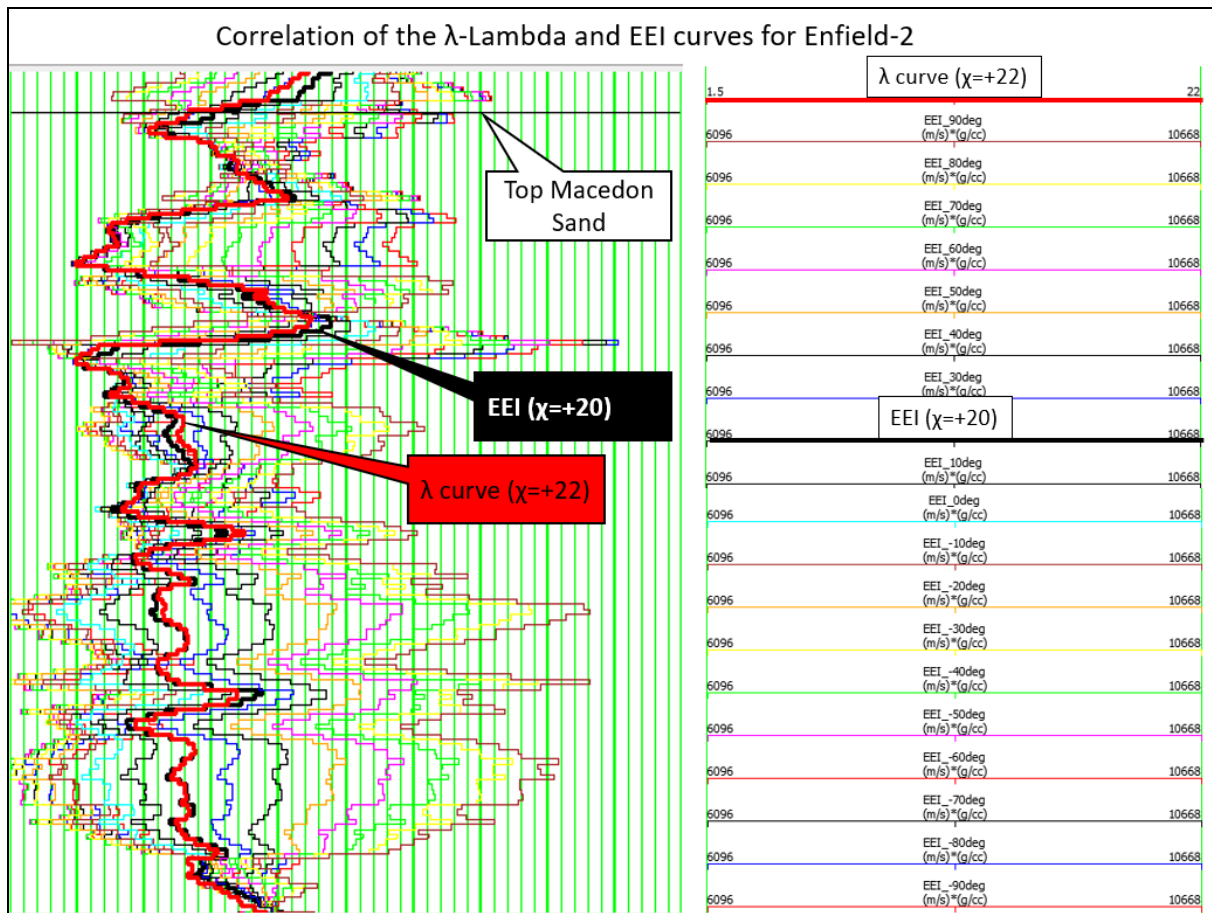 Correlation of the λ-Lambda and EEI curves for Enfield-2
Top Macedon
Sand
EEI (χ=+20)
λ curve (χ=+22)
λ curve (χ=+22)
1.5 22
EEI_90deg
(m/s)*(g/cc)
6096 10668
EEI_80deg
(m/s)*(g/cc)
6096 10668
EEI_70deg
(m/s)*(g/cc)
6096 10668
EEI_60deg
(m/s)*(g/cc)
6096 10668
EEI_50deg
(m/s)*(g/cc)
6096 10668
EEI_40deg
(m/s)*(g/cc)
6096 10668
EEI_30deg
(m/s)*(g/cc)
6096 10668
EEI (χ=+20)
6096 10668
EEI_10deg
(m/s)*(g/cc)
6096 10668
EEI_0deg
(m/s)*(g/cc)
6096 10668
EEI_-10deg
(m/s)*(g/cc)
6096 10668
EEI_-20deg
(m/s)*(g/cc)
6096 10668
EEI_-30deg
(m/s)*(g/cc)
6096 10668
EEI_-40deg
(m/s)*(g/cc)
6096 10668
EEI_-50deg
(m/s)*(g/cc)
6096 10668
EEI_-60deg
(m/s)*(g/cc)
6096 10668
EEI_-70deg
(m/s)*(g/cc)
6096 10668
EEI_-80deg
(m/s)*(g/cc)
6096 10668
EEI_-90deg
(m/s)*(g/cc)
6096 10668